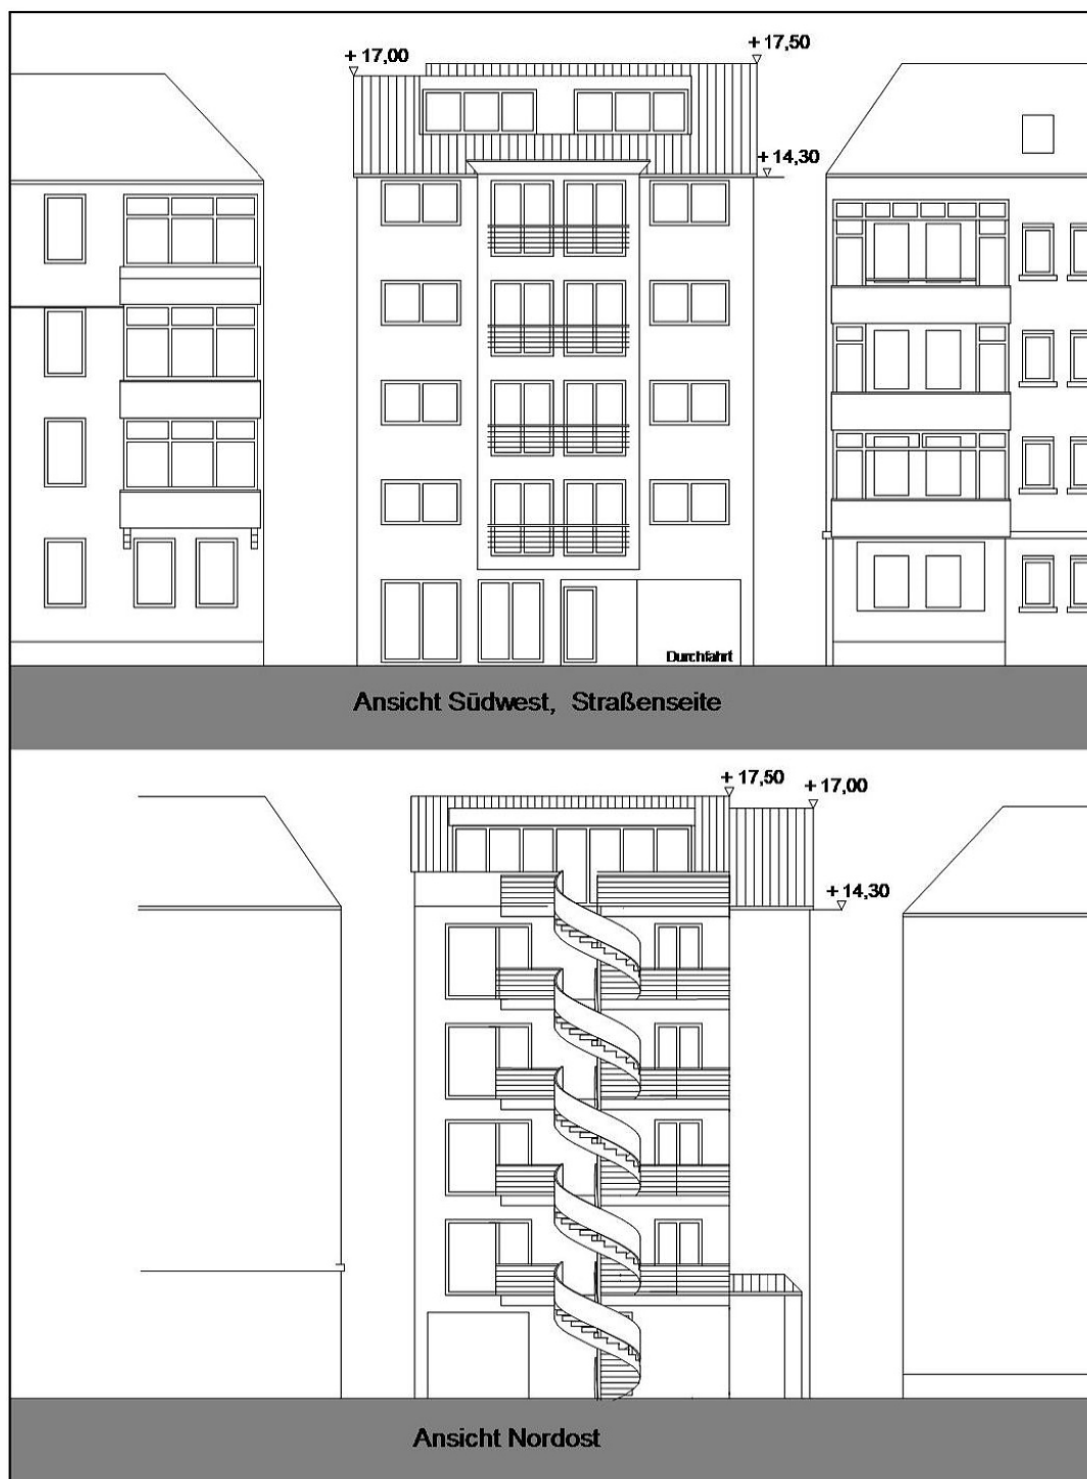 + 17,00
+ 17,50
+ 14,30
Durchfahrt
Ansicht Südwest, Straßenseite
+ 17,50
+ 17,00
+ 14,30
Ansicht Nordost